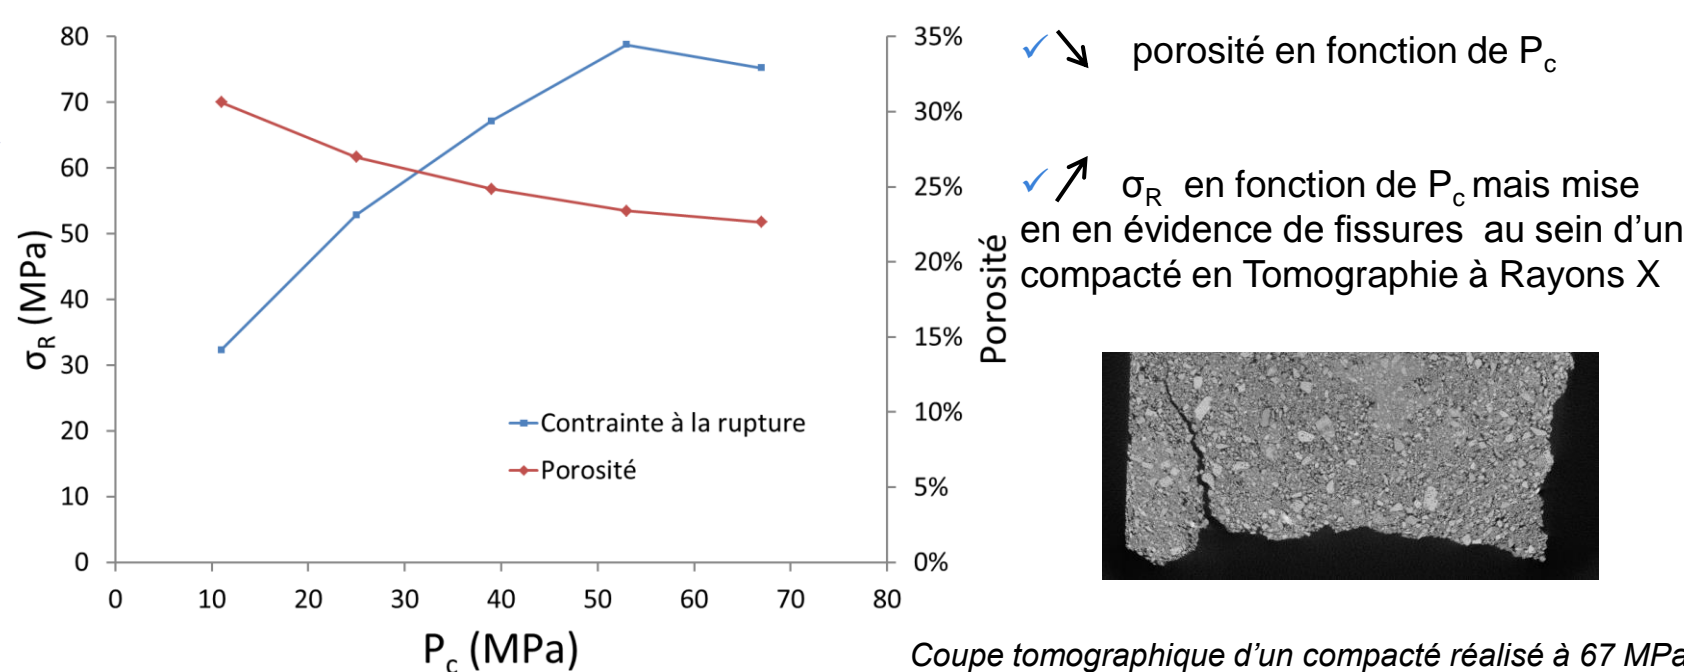 80
70
60
50
40
30
20
10
0
σR (MPa)
0 10 20 30 40 50 60 70 80
Pc (MPa)
35%
30%
25%
20%
15%
10%
5%
0%
Porosité
Contrainte à la rupture
Porosité
✓ ↘ porosité en fonction de Pc
✓ ↗ σR en fonction de Pc mais mise
en en évidence de fissures au sein d'un
compacté en Tomographie à Rayons X
Coupe tomographique d'un compacté réalisé à 67 MPa